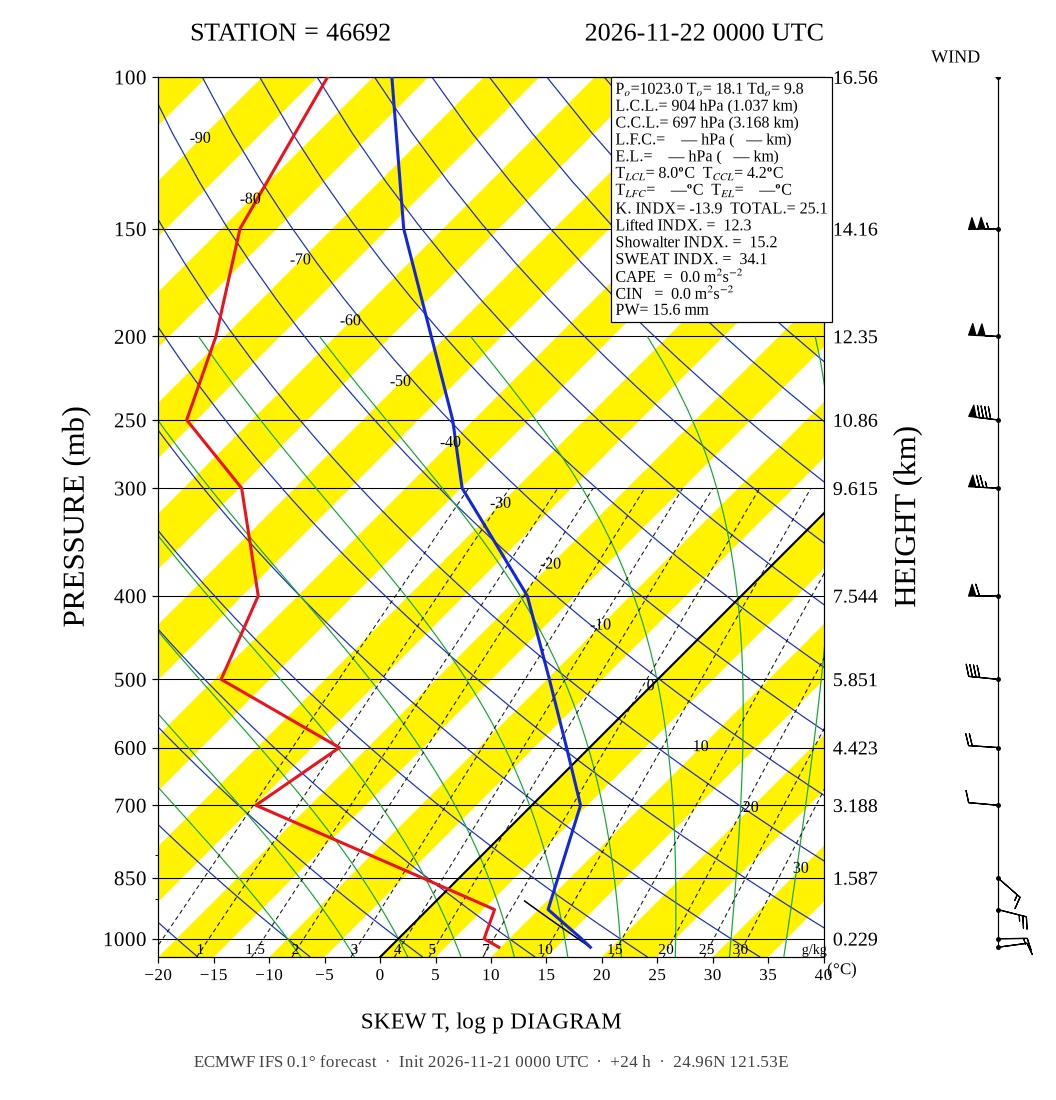 STATION = 46692 2026-11-22 0000 UTC
WIND
100 16.56
P₀=1023.0 T₀= 18.1 Td₀= 9.8
L.C.L.= 904 hPa (1.037 km)
C.C.L.= 697 hPa (3.168 km)
L.F.C.= — hPa ( — km)
E.L.= — hPa ( — km)
T_LCL= 8.0°C T_CCL= 4.2°C
T_LFC= —°C T_EL= —°C
K. INDX= -13.9 TOTAL.= 25.1
Lifted INDX. = 12.3
Showalter INDX. = 15.2
SWEAT INDX. = 34.1
CAPE = 0.0 m²s⁻²
CIN = 0.0 m²s⁻²
PW= 15.6 mm
-90
-80
150 14.16
-70
-60
200 12.35
-50
250 10.86
-40
300 9.615
-30
-20
400 7.544
-10
500 5.851
0
10
600 4.423
20
700 3.188
30
850 1.587
1000 0.229
1 1.5 2 3 4 5 7 10 15 20 25 30 g/kg
−20 −15 −10 −5 0 5 10 15 20 25 30 35 40 (°C)
PRESSURE (mb)
HEIGHT (km)
SKEW T, log p DIAGRAM
ECMWF IFS 0.1° forecast · Init 2026-11-21 0000 UTC · +24 h · 24.96N 121.53E